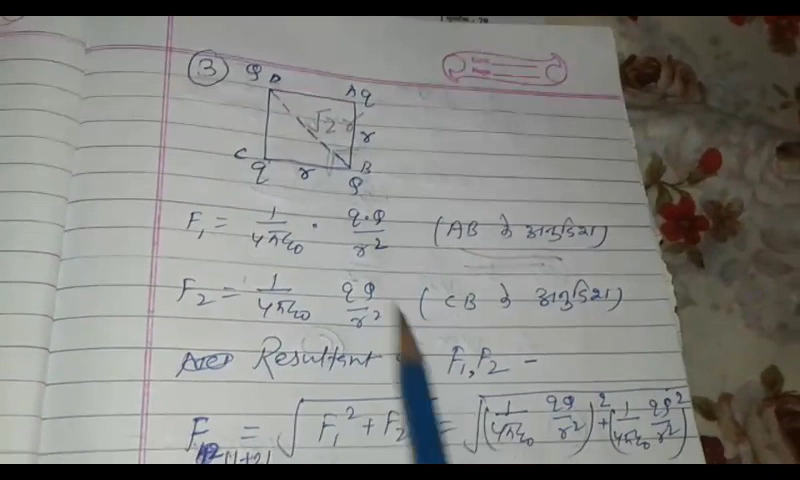 ③ Q D A q
√2 r r
C q r B Q
F₁ = 1/4πε₀ · q.Q/r² (AB के अनुदिश)
F₂ = 1/4πε₀ qQ/r² (CB के अनुदिश)
Resultant F₁, F₂ –
= √F₁² + F₂ = √(1/4πε₀ qQ/r²)² + (1/4πε₀ qQ/r²)²